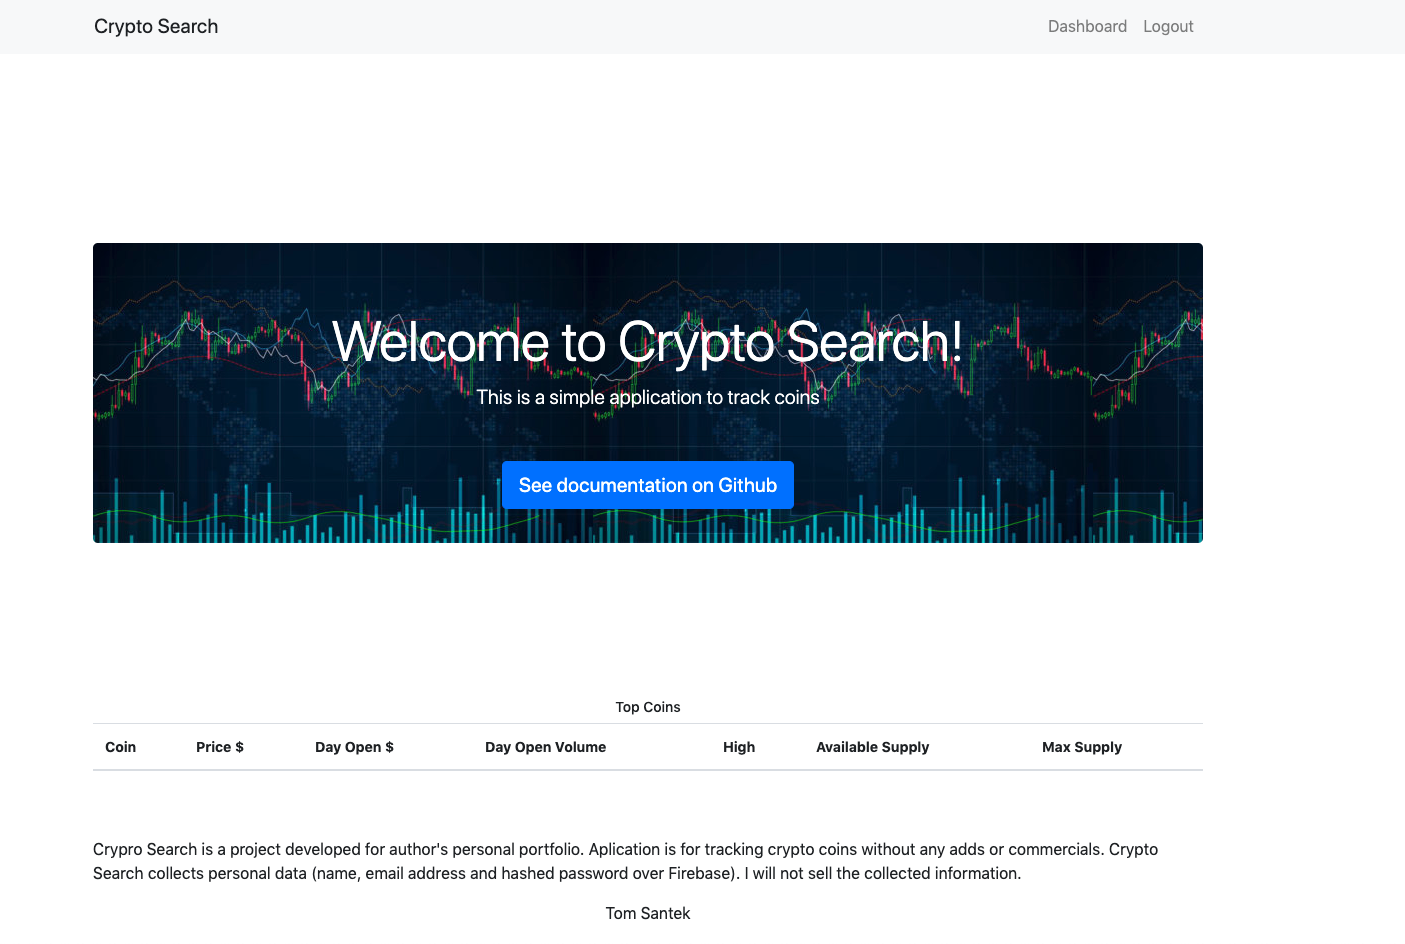 Crypto Search
Dashboard Logout
Welcome to Crypto Search!
This is a simple application to track coins
See documentation on Github
Top Coins
Coin Price $ Day Open $ Day Open Volume High Available Supply Max Supply
Crypro Search is a project developed for author's personal portfolio. Aplication is for tracking crypto coins without any adds or commercials. Crypto
Search collects personal data (name, email address and hashed password over Firebase). I will not sell the collected information.
Tom Santek